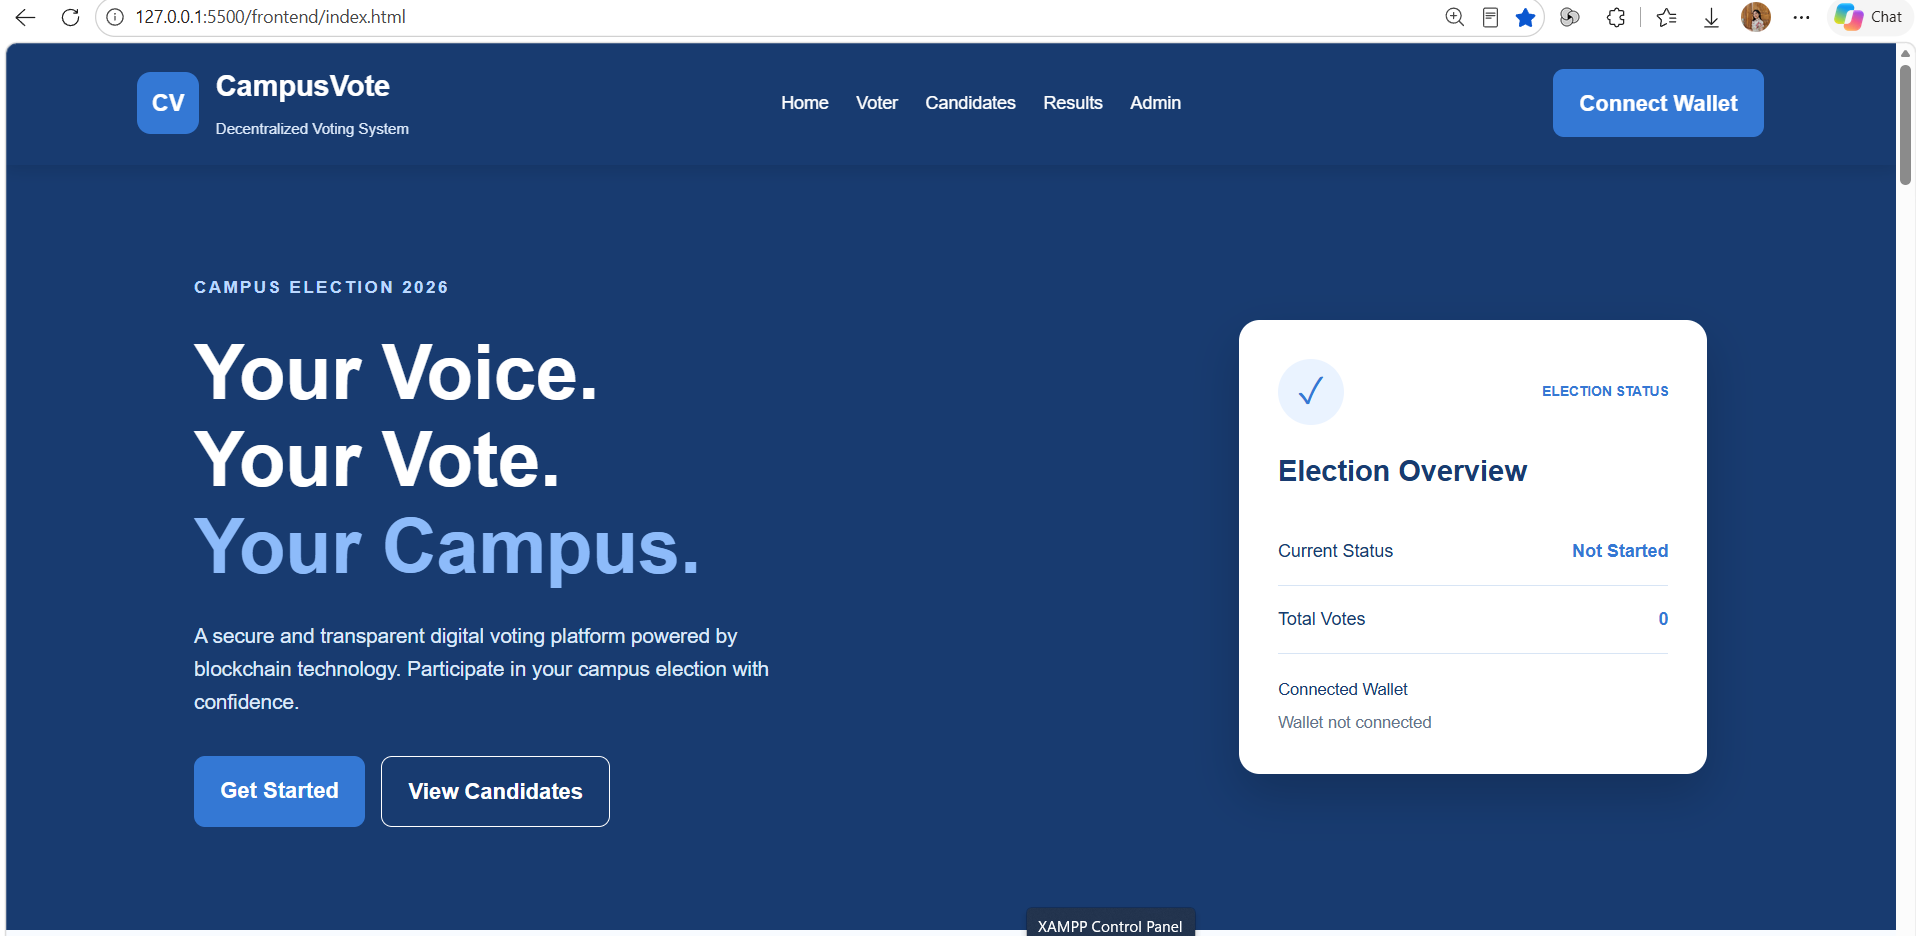 127.0.0.1:5500/frontend/index.html
Chat
CV
CampusVote
Decentralized Voting System
Home
Voter
Candidates
Results
Admin
Connect Wallet
CAMPUS ELECTION 2026
Your Voice.
Your Vote.
Your Campus.
A secure and transparent digital voting platform powered by
blockchain technology. Participate in your campus election with
confidence.
Get Started
View Candidates
ELECTION STATUS
Election Overview
Current Status
Not Started
Total Votes
0
Connected Wallet
Wallet not connected
XAMPP Control Panel